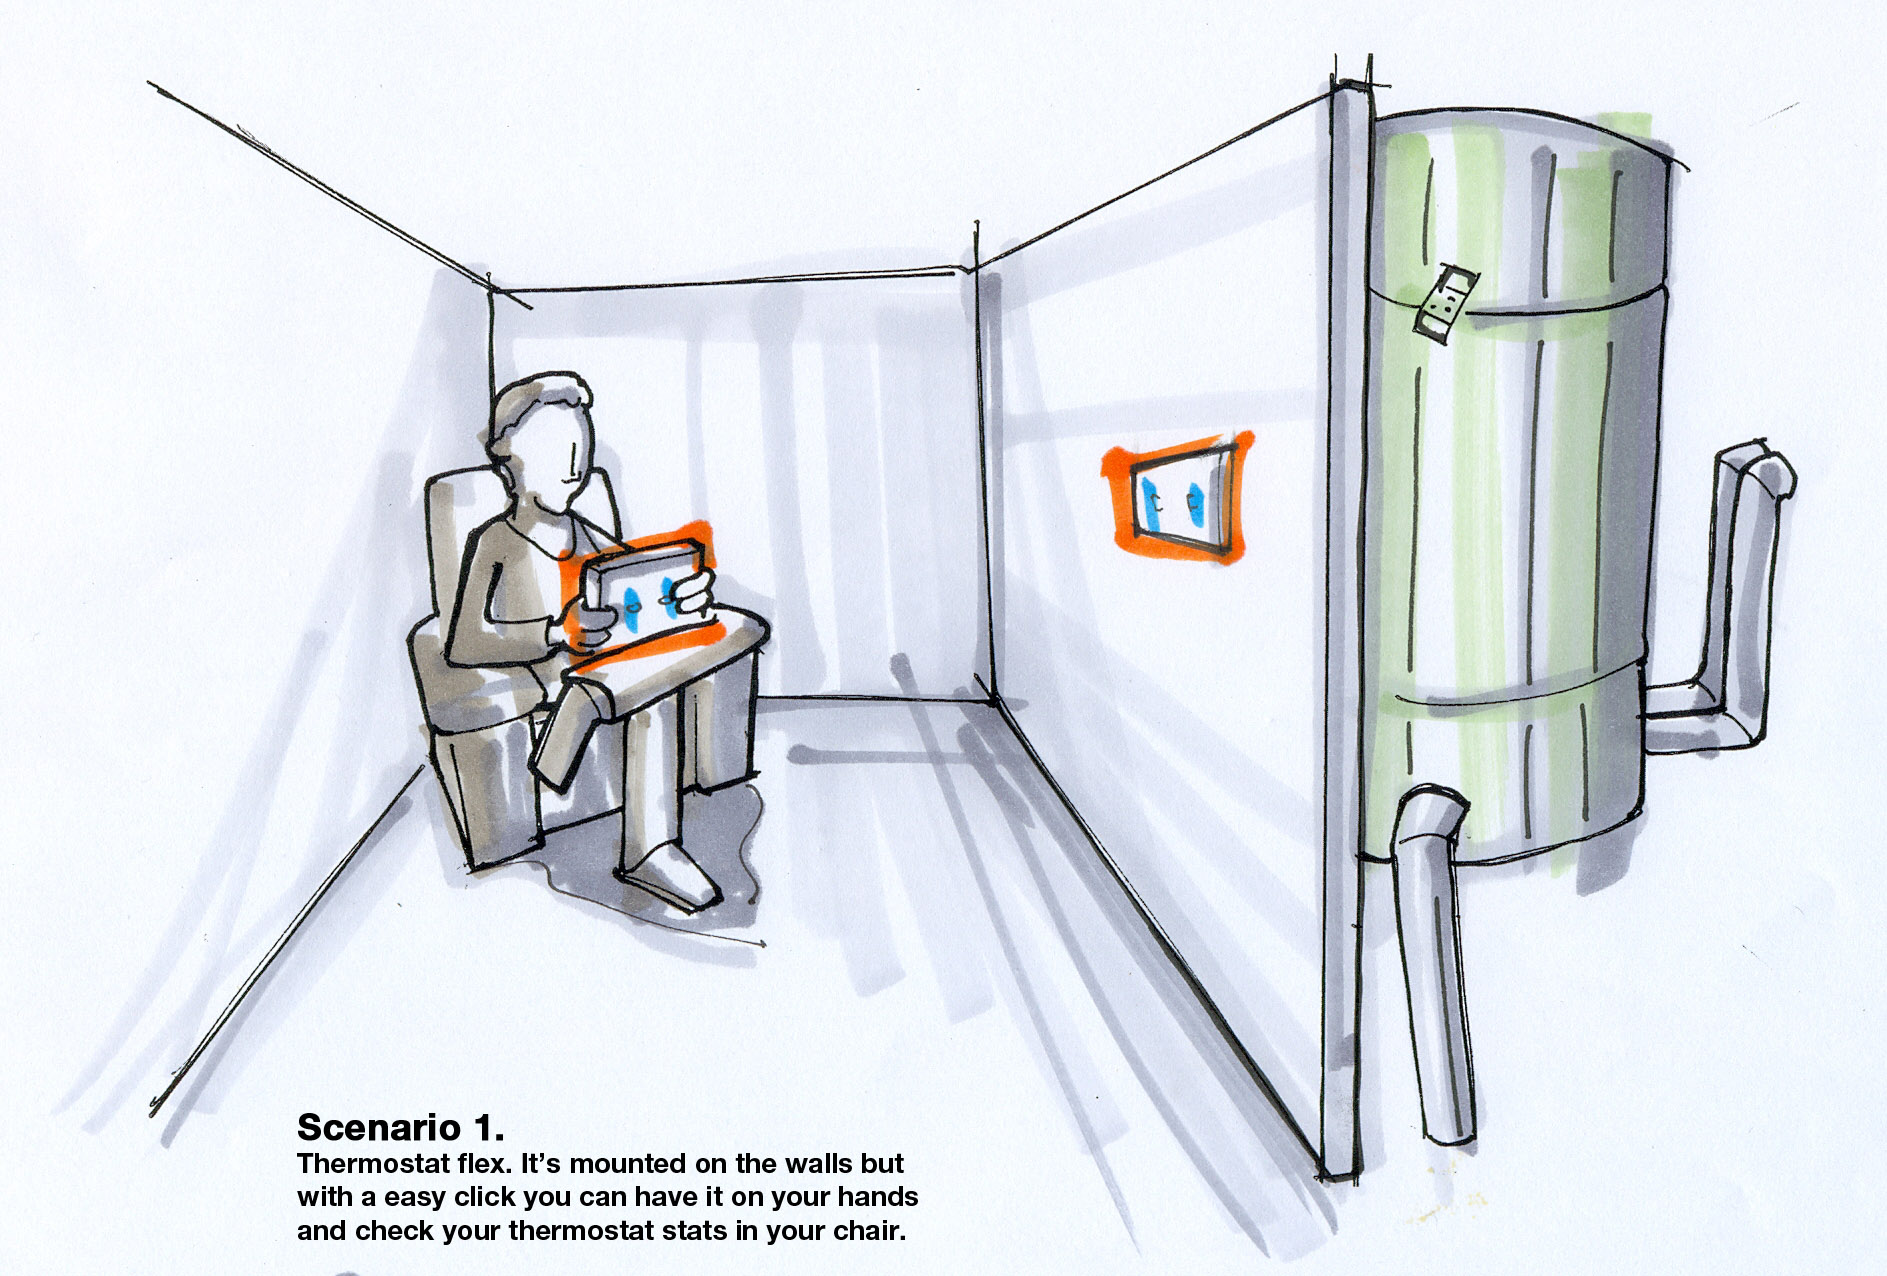 Scenario 1.
Thermostat flex. It's mounted on the walls but
with a easy click you can have it on your hands
and check your thermostat stats in your chair.